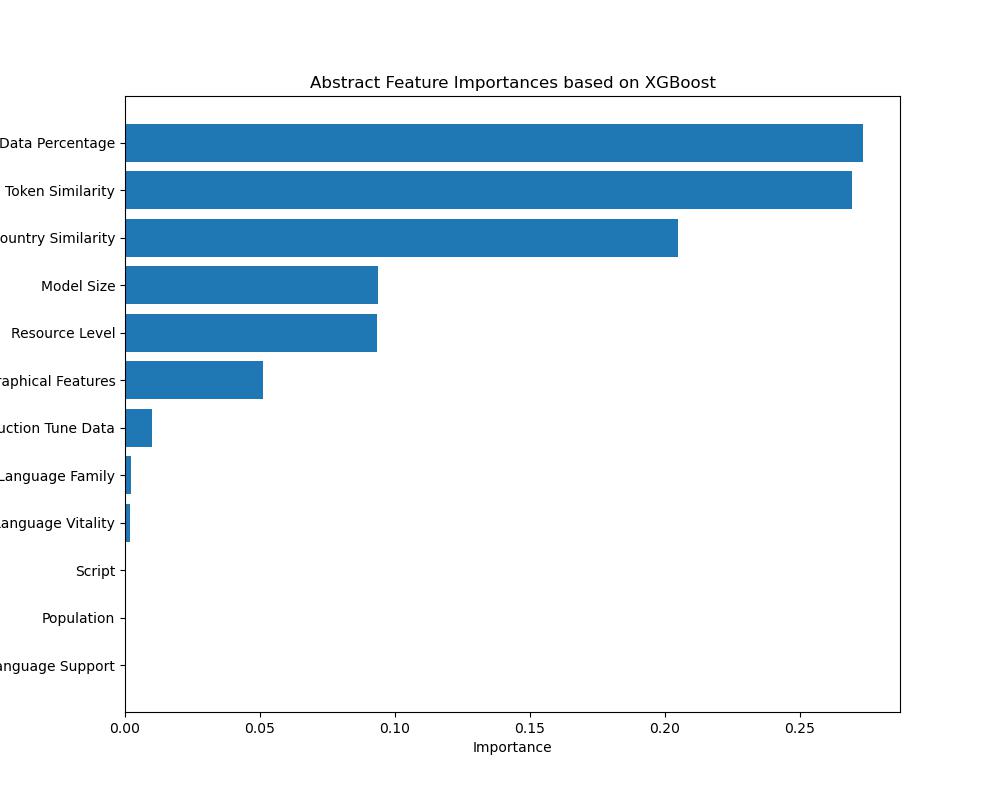 Abstract Feature Importances based on XGBoost
Data Percentage
Token Similarity
ountry Similarity
Model Size
Resource Level
raphical Features
uction Tune Data
Language Family
anguage Vitality
Script
Population
anguage Support
0.00 0.05 0.10 0.15 0.20 0.25
Importance